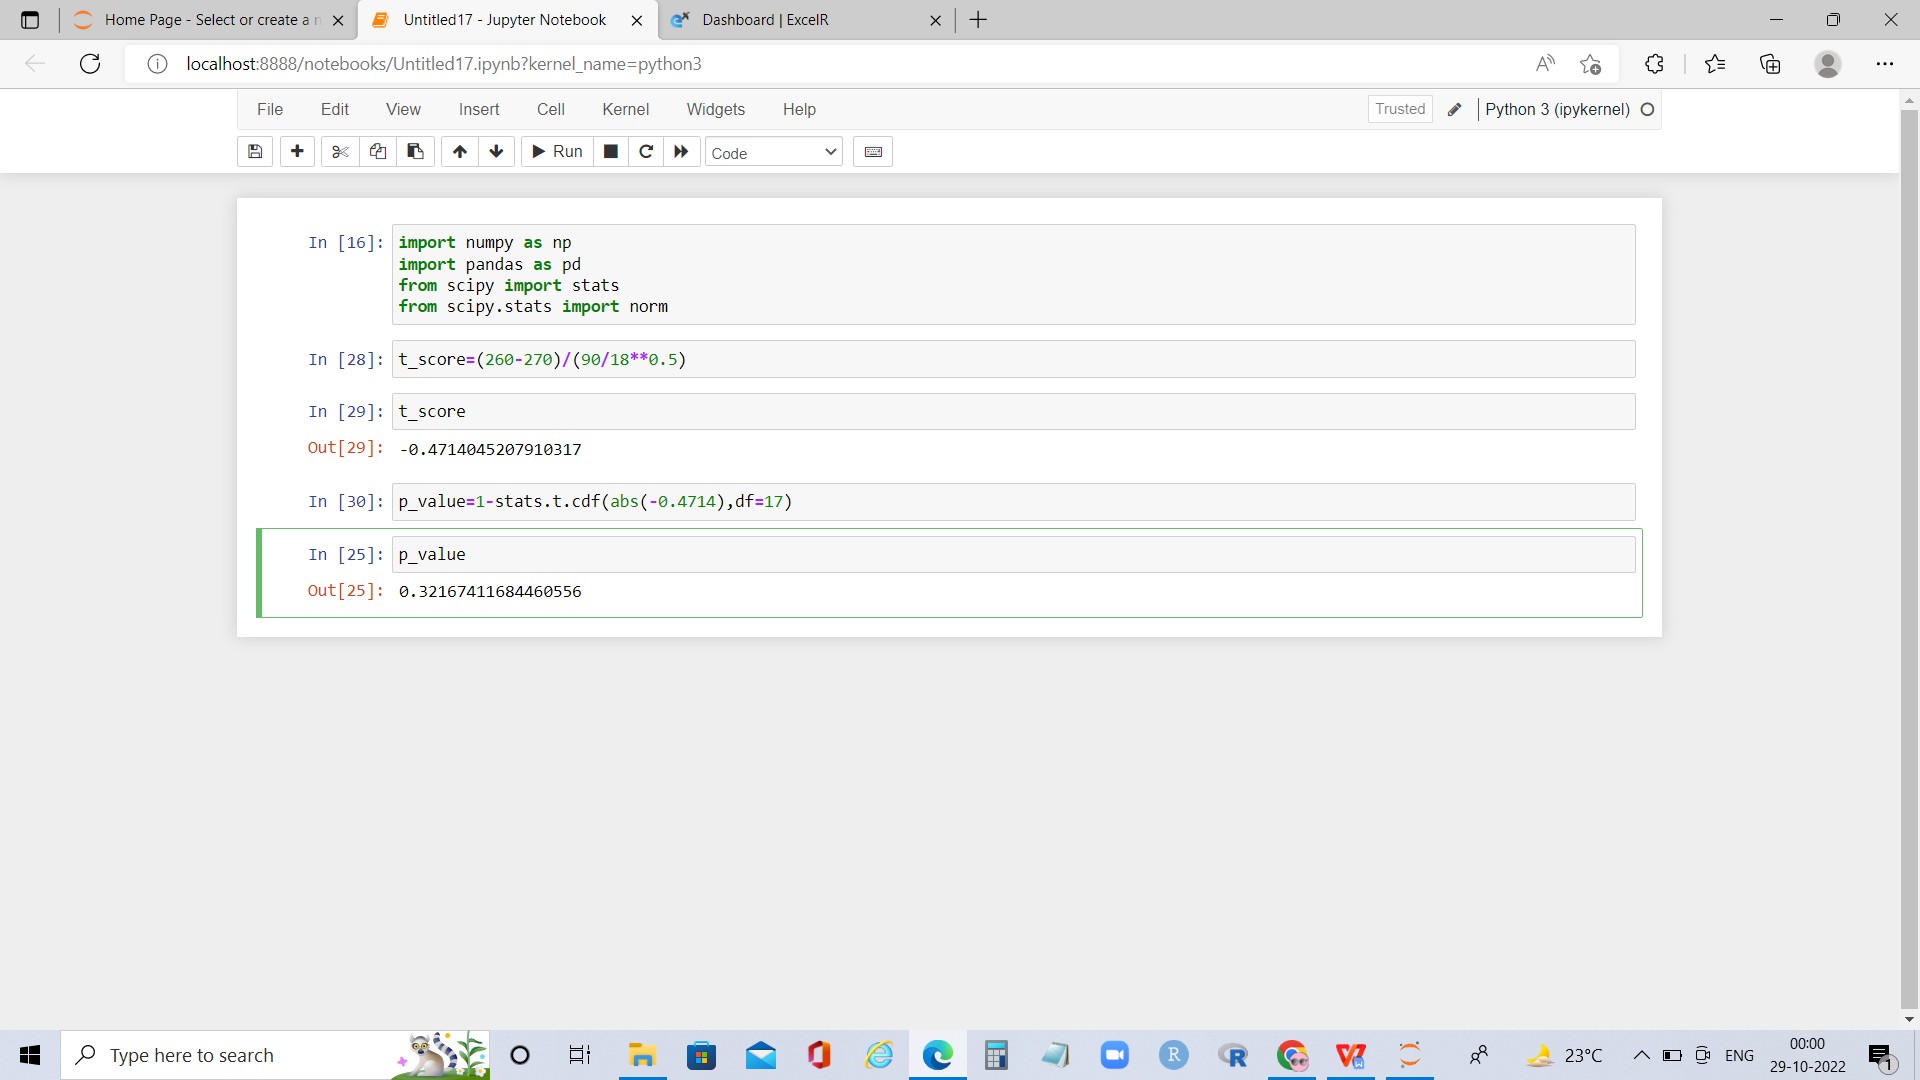 Home Page - Select or create a n
Untitled17 - Jupyter Notebook
Dashboard | ExcelR
localhost:8888/notebooks/Untitled17.ipynb?kernel_name=python3
File Edit View Insert Cell Kernel Widgets Help
Trusted
Python 3 (ipykernel)
Run
Code
In [16]: import numpy as np
import pandas as pd
from scipy import stats
from scipy.stats import norm
In [28]: t_score=(260-270)/(90/18**0.5)
In [29]: t_score
Out[29]: -0.4714045207910317
In [30]: p_value=1-stats.t.cdf(abs(-0.4714),df=17)
In [25]: p_value
Out[25]: 0.32167411684460556
Type here to search
23°C
ENG
00:00
29-10-2022
1